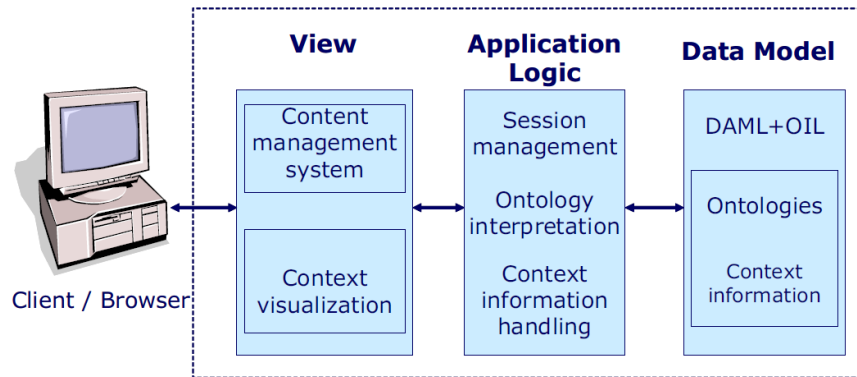 View
Content
management
system
Context
visualization
Application
Logic
Session
management
Ontology
interpretation
Context
information
handling
Data Model
DAML+OIL
Ontologies
Context
information
Client / Browser